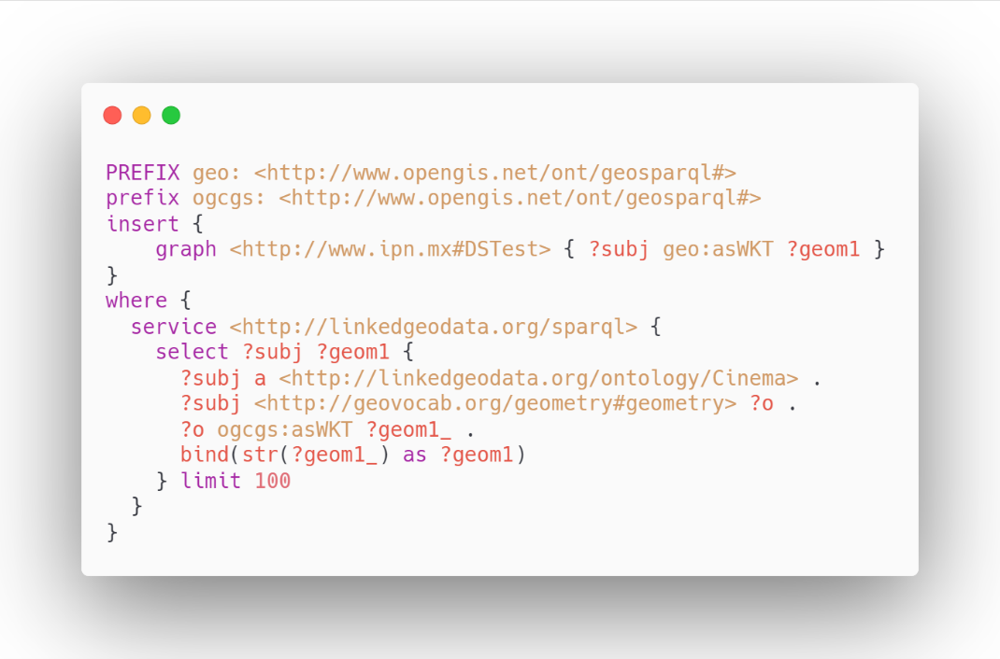 PREFIX geo: <http://www.opengis.net/ont/geosparql#>
prefix ogcgs: <http://www.opengis.net/ont/geosparql#>
insert {
    graph <http://www.ipn.mx#DSTest> { ?subj geo:asWKT ?geom1 }
}
where {
  service <http://linkedgeodata.org/sparql> {
    select ?subj ?geom1 {
      ?subj a <http://linkedgeodata.org/ontology/Cinema> .
      ?subj <http://geovocab.org/geometry#geometry> ?o .
      ?o ogcgs:asWKT ?geom1_ .
      bind(str(?geom1_) as ?geom1)
    } limit 100
  }
}